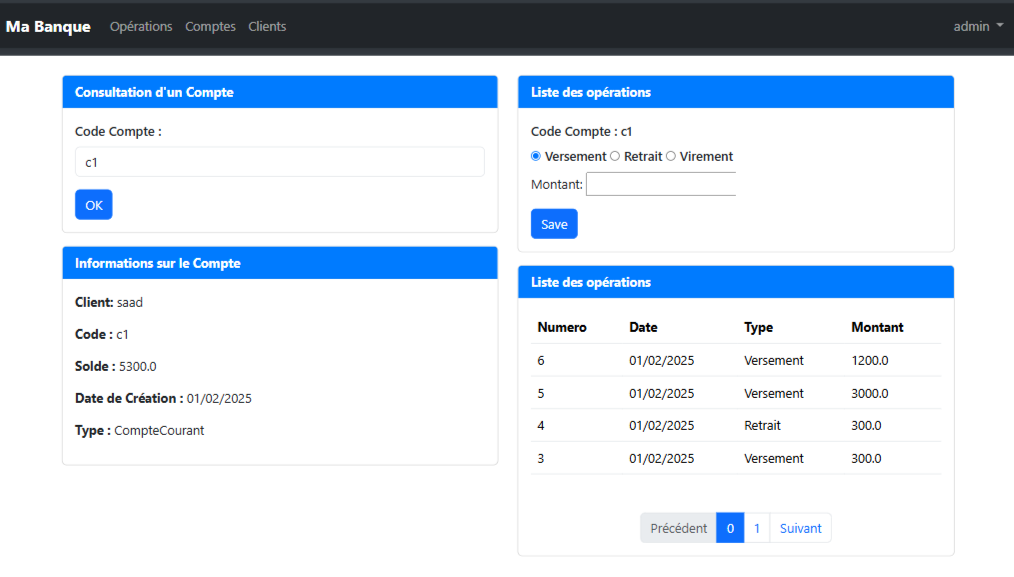 Ma Banque Opérations Comptes Clients admin
Consultation d'un Compte
Code Compte :
c1
OK
Informations sur le Compte
Client: saad
Code : c1
Solde : 5300.0
Date de Création : 01/02/2025
Type : CompteCourant
Liste des opérations
Code Compte : c1
Versement Retrait Virement
Montant:
Save
Liste des opérations
Numero Date Type Montant
6 01/02/2025 Versement 1200.0
5 01/02/2025 Versement 3000.0
4 01/02/2025 Retrait 300.0
3 01/02/2025 Versement 300.0
Précédent 0 1 Suivant